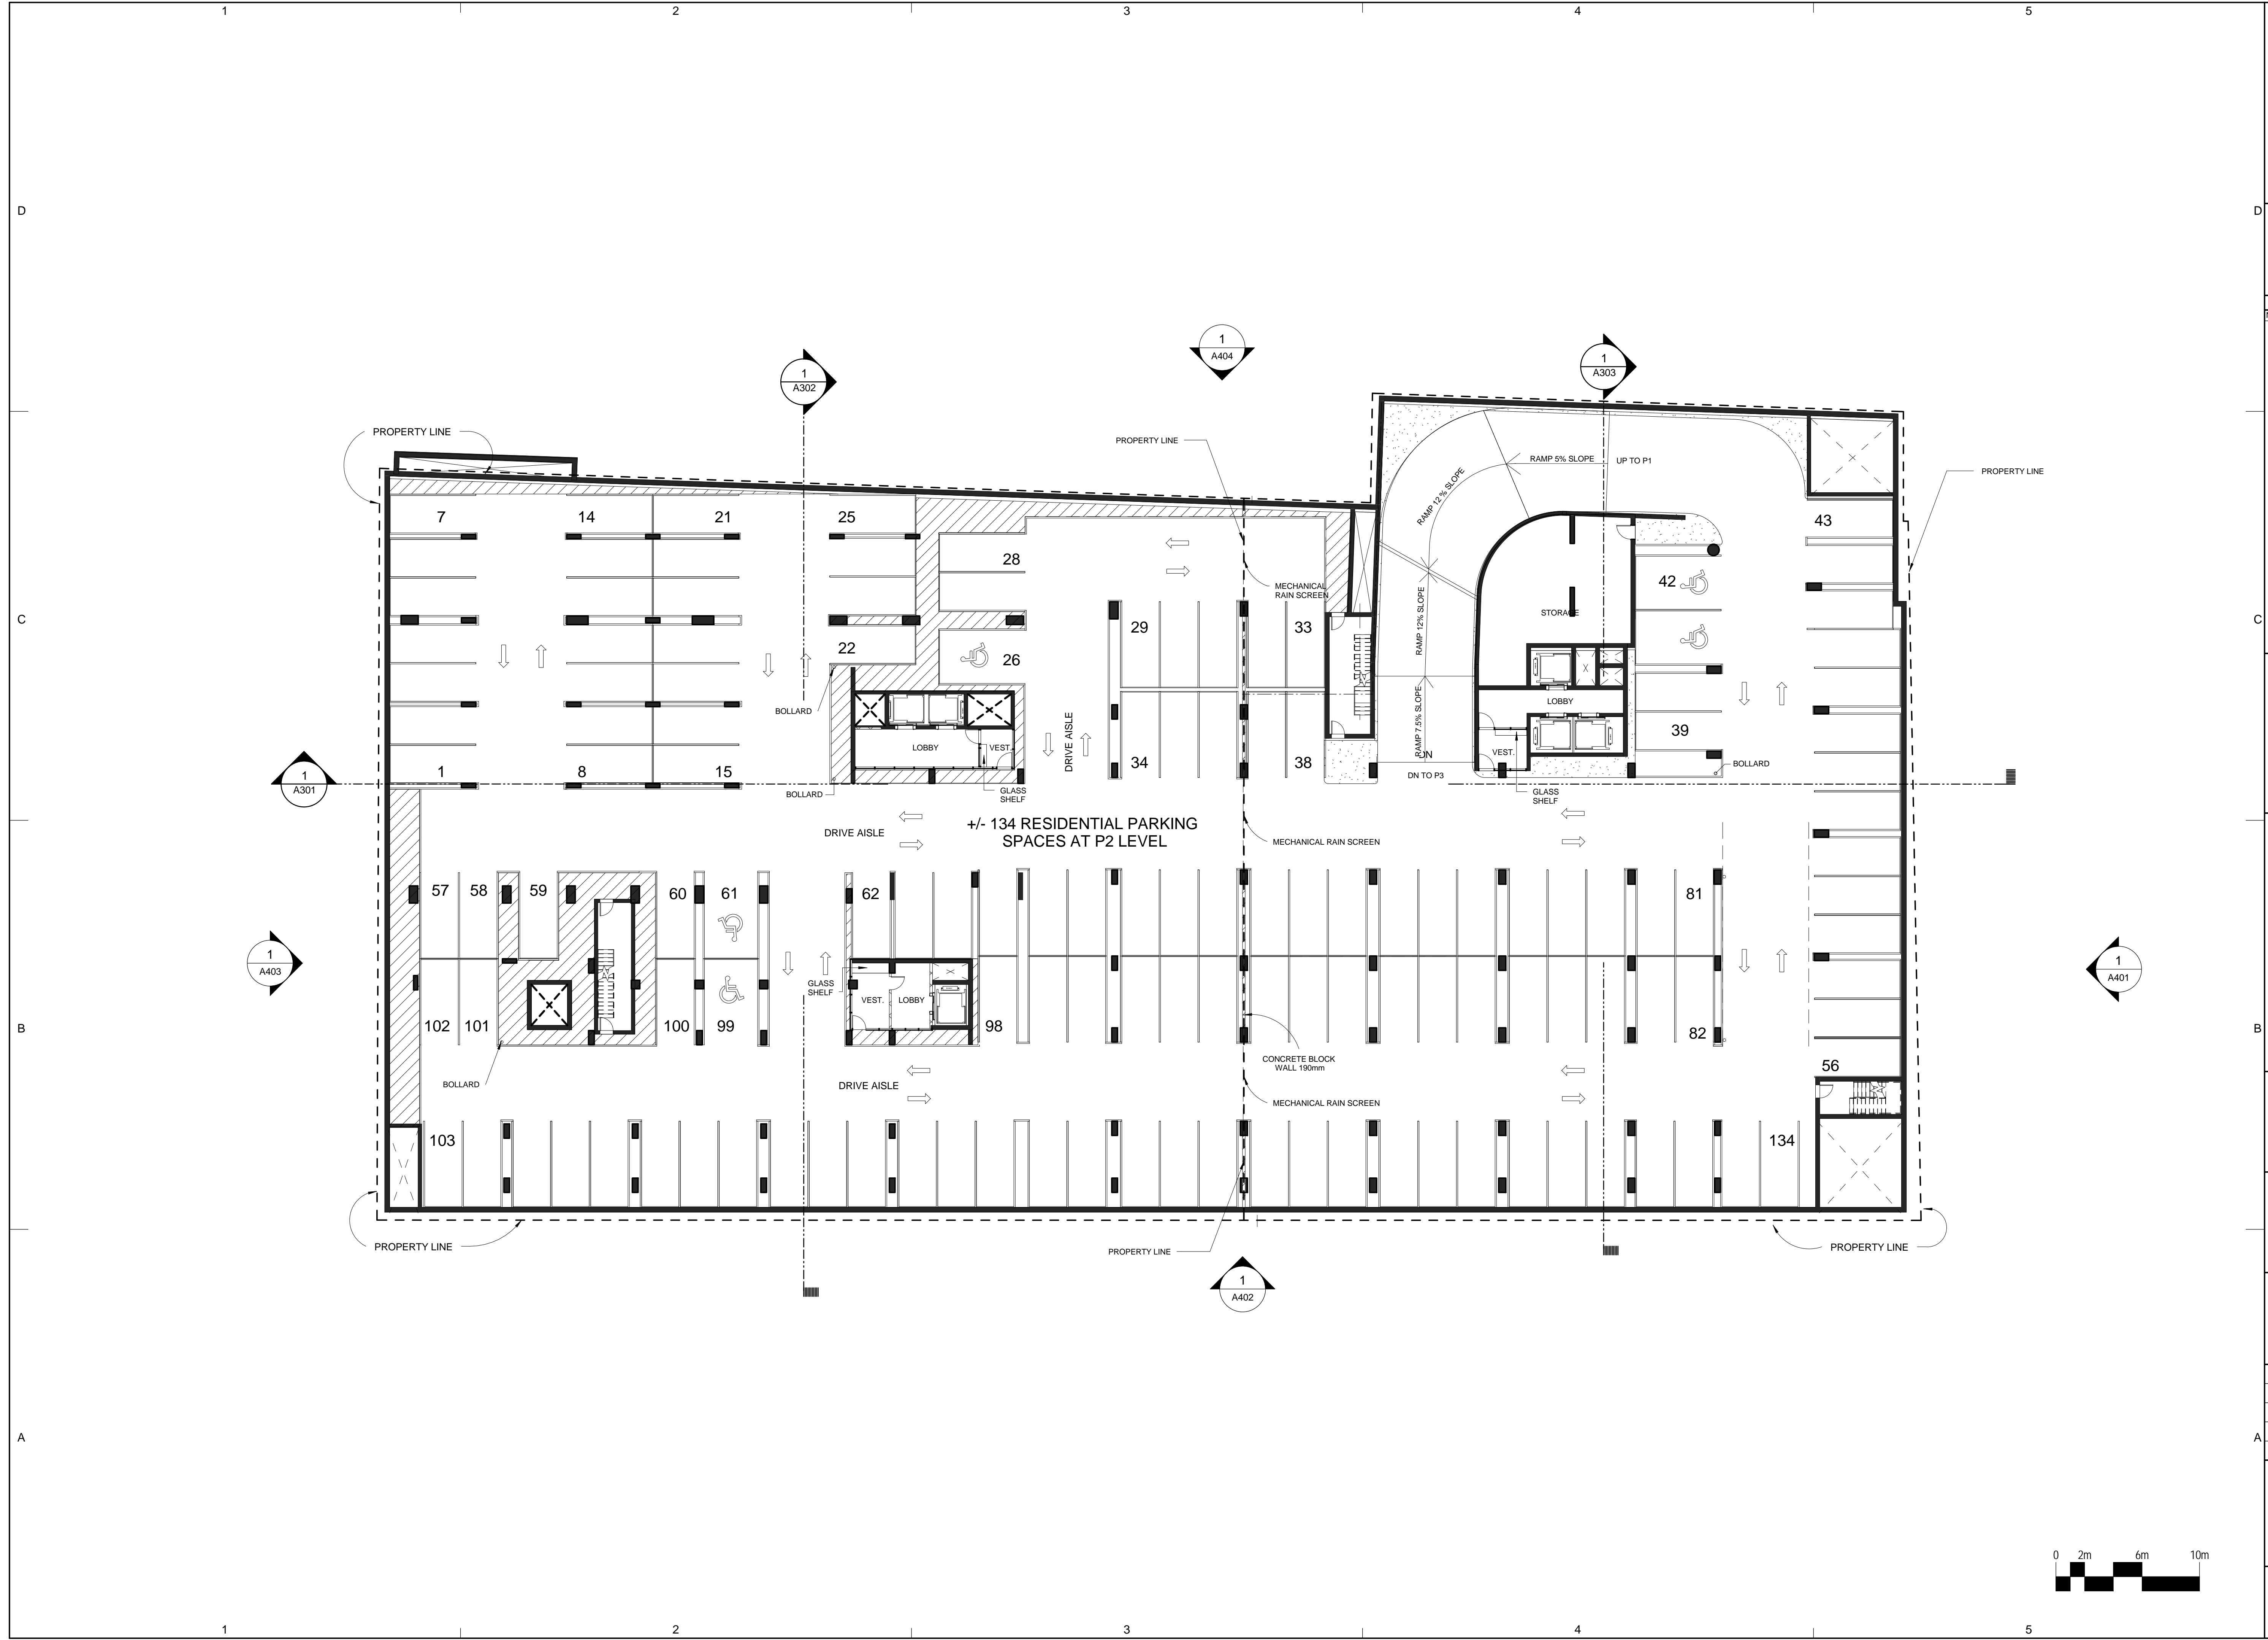 1
2
3
4
5
D
D
1
A404
1
A302
1
A303
PROPERTY LINE
PROPERTY LINE
RAMP 5% SLOPE
UP TO P1
PROPERTY LINE
RAMP 12 % SLOPE
7
14
21
25
43
28
42
MECHANICAL
RAIN SCREEN
STORAGE
RAMP 12% SLOPE
C
C
29
33
22
26
BOLLARD
LOBBY
RAMP 7.5% SLOPE
39
DRIVE AISLE
LOBBY
VEST.
VEST.
DN
1
8
15
34
38
DN TO P3
BOLLARD
1
A301
BOLLARD
GLASS
SHELF
GLASS
SHELF
+/- 134 RESIDENTIAL PARKING
SPACES AT P2 LEVEL
DRIVE AISLE
MECHANICAL RAIN SCREEN
57
58
59
60
61
62
81
1
A403
1
A401
GLASS
SHELF
VEST.
LOBBY
B
B
102
101
100
99
98
82
CONCRETE BLOCK
WALL 190mm
56
BOLLARD
DRIVE AISLE
MECHANICAL RAIN SCREEN
103
134
PROPERTY LINE
PROPERTY LINE
PROPERTY LINE
1
A402
A
A
0
2m
6m
10m
1
2
3
4
5